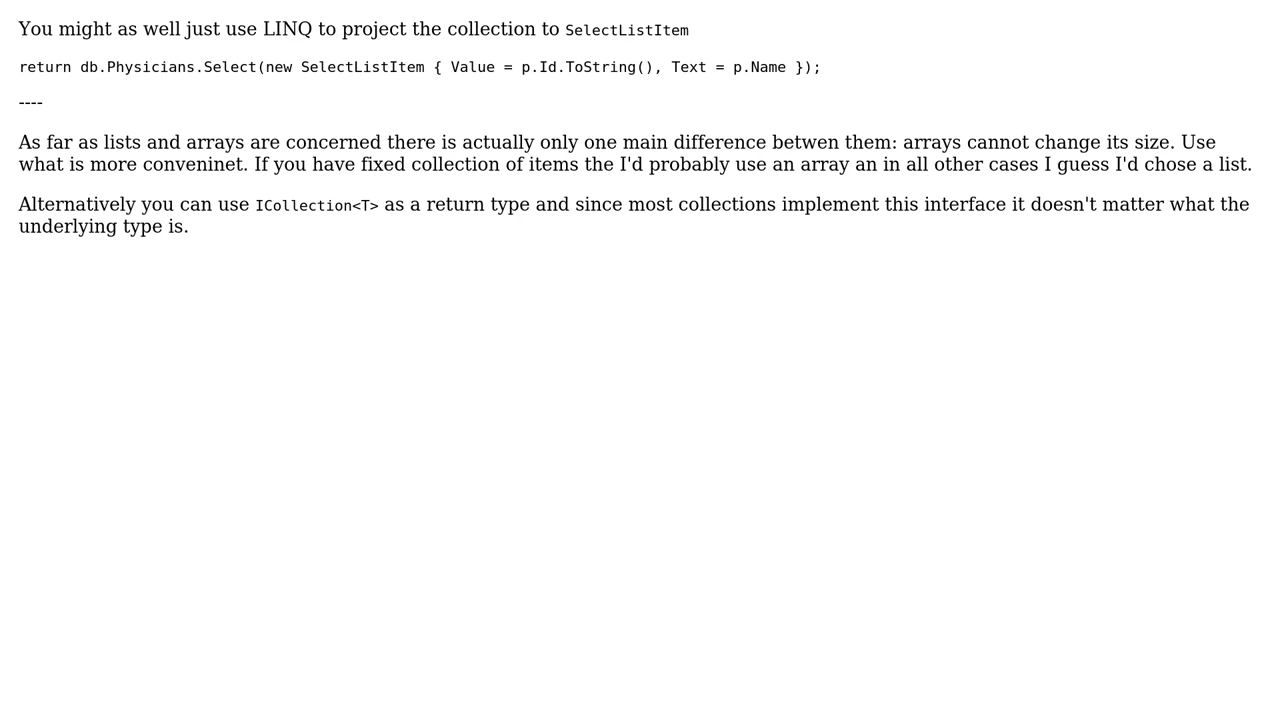 You might as well just use LINQ to project the collection to SelectListItem
return db.Physicians.Select(new SelectListItem { Value = p.Id.ToString(), Text = p.Name });
----
As far as lists and arrays are concerned there is actually only one main difference betwen them: arrays cannot change its size. Use
what is more conveninet. If you have fixed collection of items the I'd probably use an array an in all other cases I guess I'd chose a list.
Alternatively you can use ICollection<T> as a return type and since most collections implement this interface it doesn't matter what the
underlying type is.